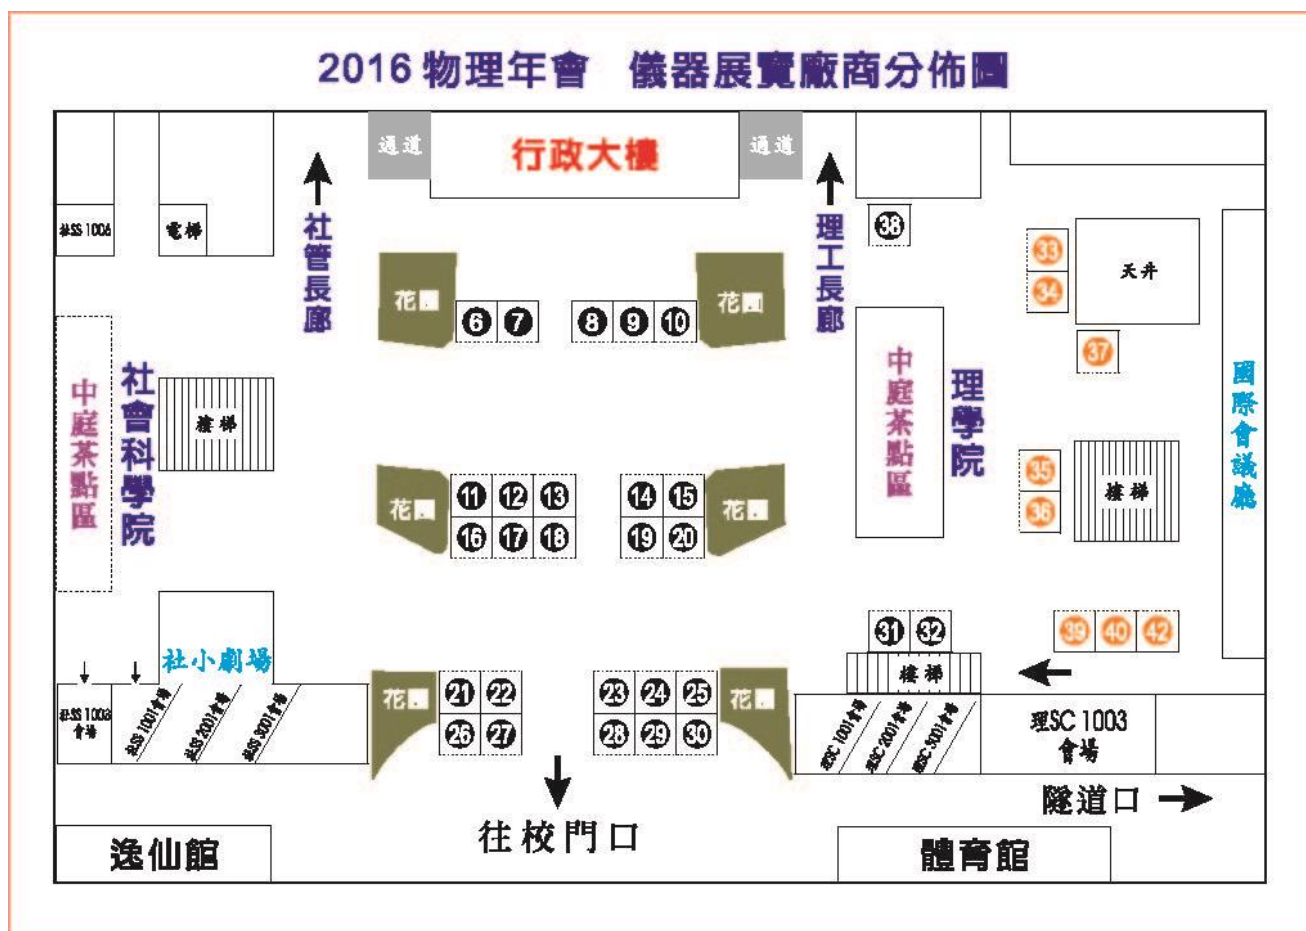 2016 物理年會 儀器展覽廠商分佈圖
通道
行政大樓
通道
社SS 1006
電梯
社管長廊
理工長廊
38
33
34
天井
花園
6 7
8 9 10
花園
37
中庭茶點區
社會科學院
樓梯
中庭茶點區
理學院
國際會議廳
花園
11 12 13
14 15
花園
16 17 18
19 20
35
36
樓梯
社小劇場
31 32
39 40 42
樓梯
花園
21 22
23 24 25
花園
26 27
28 29 30
社SS 1003
會場
社SS 1001會場
社SS 2001會場
社SS 3001會場
理SC 1001會場
理SC 2001會場
理SC 3001會場
理SC 1003
會場
隧道口
往校門口
逸仙館
體育館